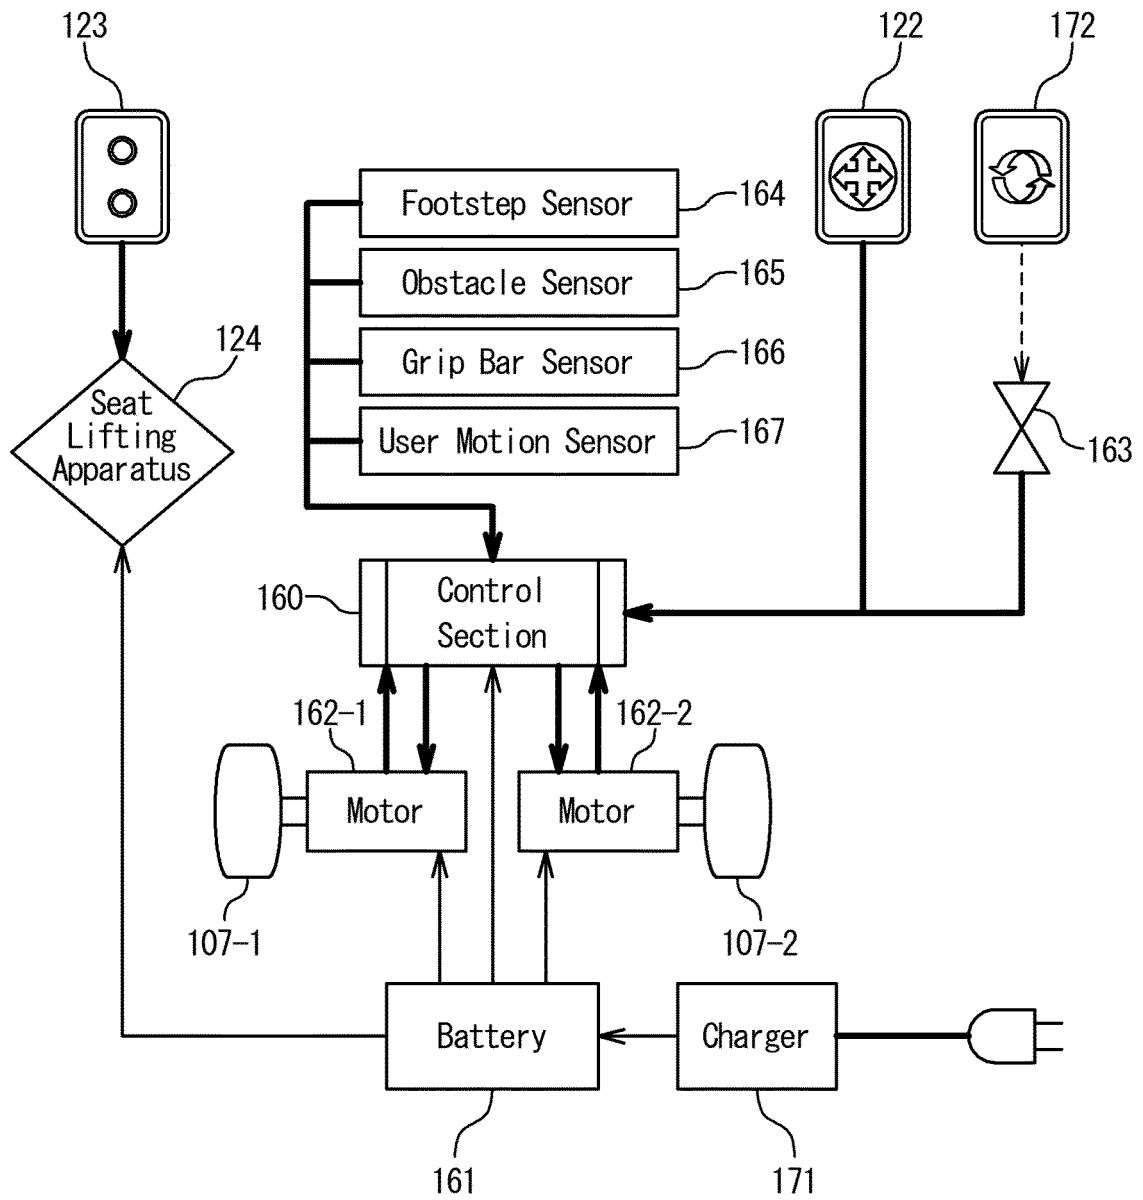 123
122
172
Footstep Sensor
164
Obstacle Sensor
165
124
Grip Bar Sensor
166
Seat
Lifting
Apparatus
User Motion Sensor
167
163
160
Control
Section
162-1
162-2
Motor
Motor
107-1
107-2
Battery
Charger
161
171